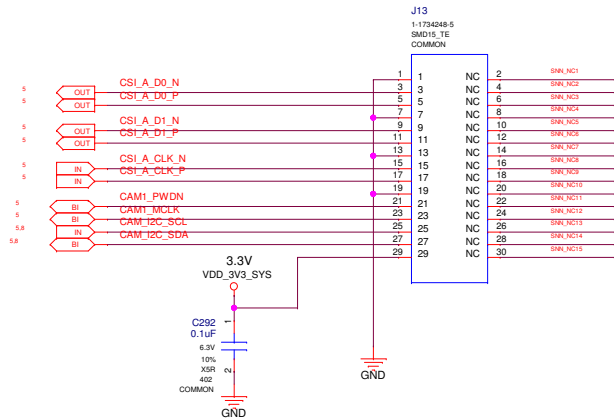 J13
1-1734248-5
SMD15_TE
COMMON
1 1 NC 2 SNN_NC1
5 OUT CSI_A_D0_N 3 3 NC 4 SNN_NC2
5 OUT CSI_A_D0_P 5 5 NC 6 SNN_NC3
7 7 NC 8 SNN_NC4
5 OUT CSI_A_D1_N 9 9 NC 10 SNN_NC5
OUT CSI_A_D1_P 11 11 NC 12 SNN_NC6
13 13 NC 14 SNN_NC7
5 IN CSI_A_CLK_N 15 15 NC 16 SNN_NC8
5 IN CSI_A_CLK_P 17 17 NC 18 SNN_NC9
19 19 NC 20 SNN_NC10
5 BI CAM1_PWDN 21 21 NC 22 SNN_NC11
5 BI CAM1_MCLK 23 23 NC 24 SNN_NC12
5,8 IN CAM_I2C_SCL 25 25 NC 26 SNN_NC13
5,8 BI CAM_I2C_SDA 27 27 NC 28 SNN_NC14
29 29 NC 30 SNN_NC15
3.3V
VDD_3V3_SYS
C292 1
0.1uF
6.3V
10%
X5R 2
402
COMMON
GND
GND